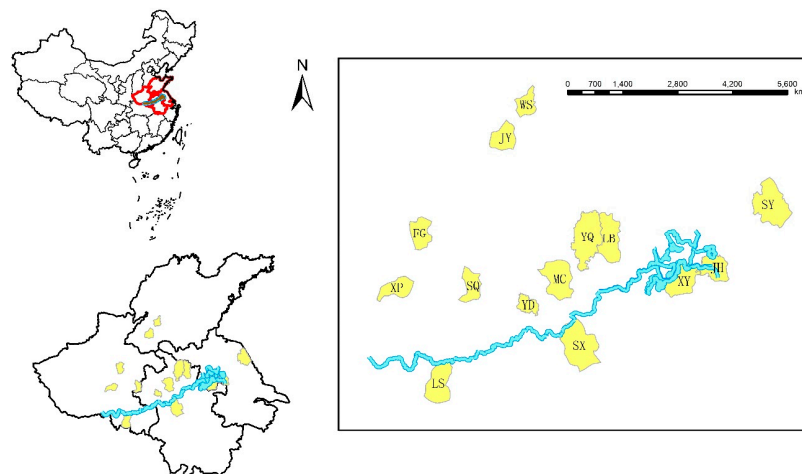 N
0 700 1,400 2,800 4,200 5,600
WS
JY
SY
FG
YQ LB
MC
XP
SQ
YD
XY
SX
LS